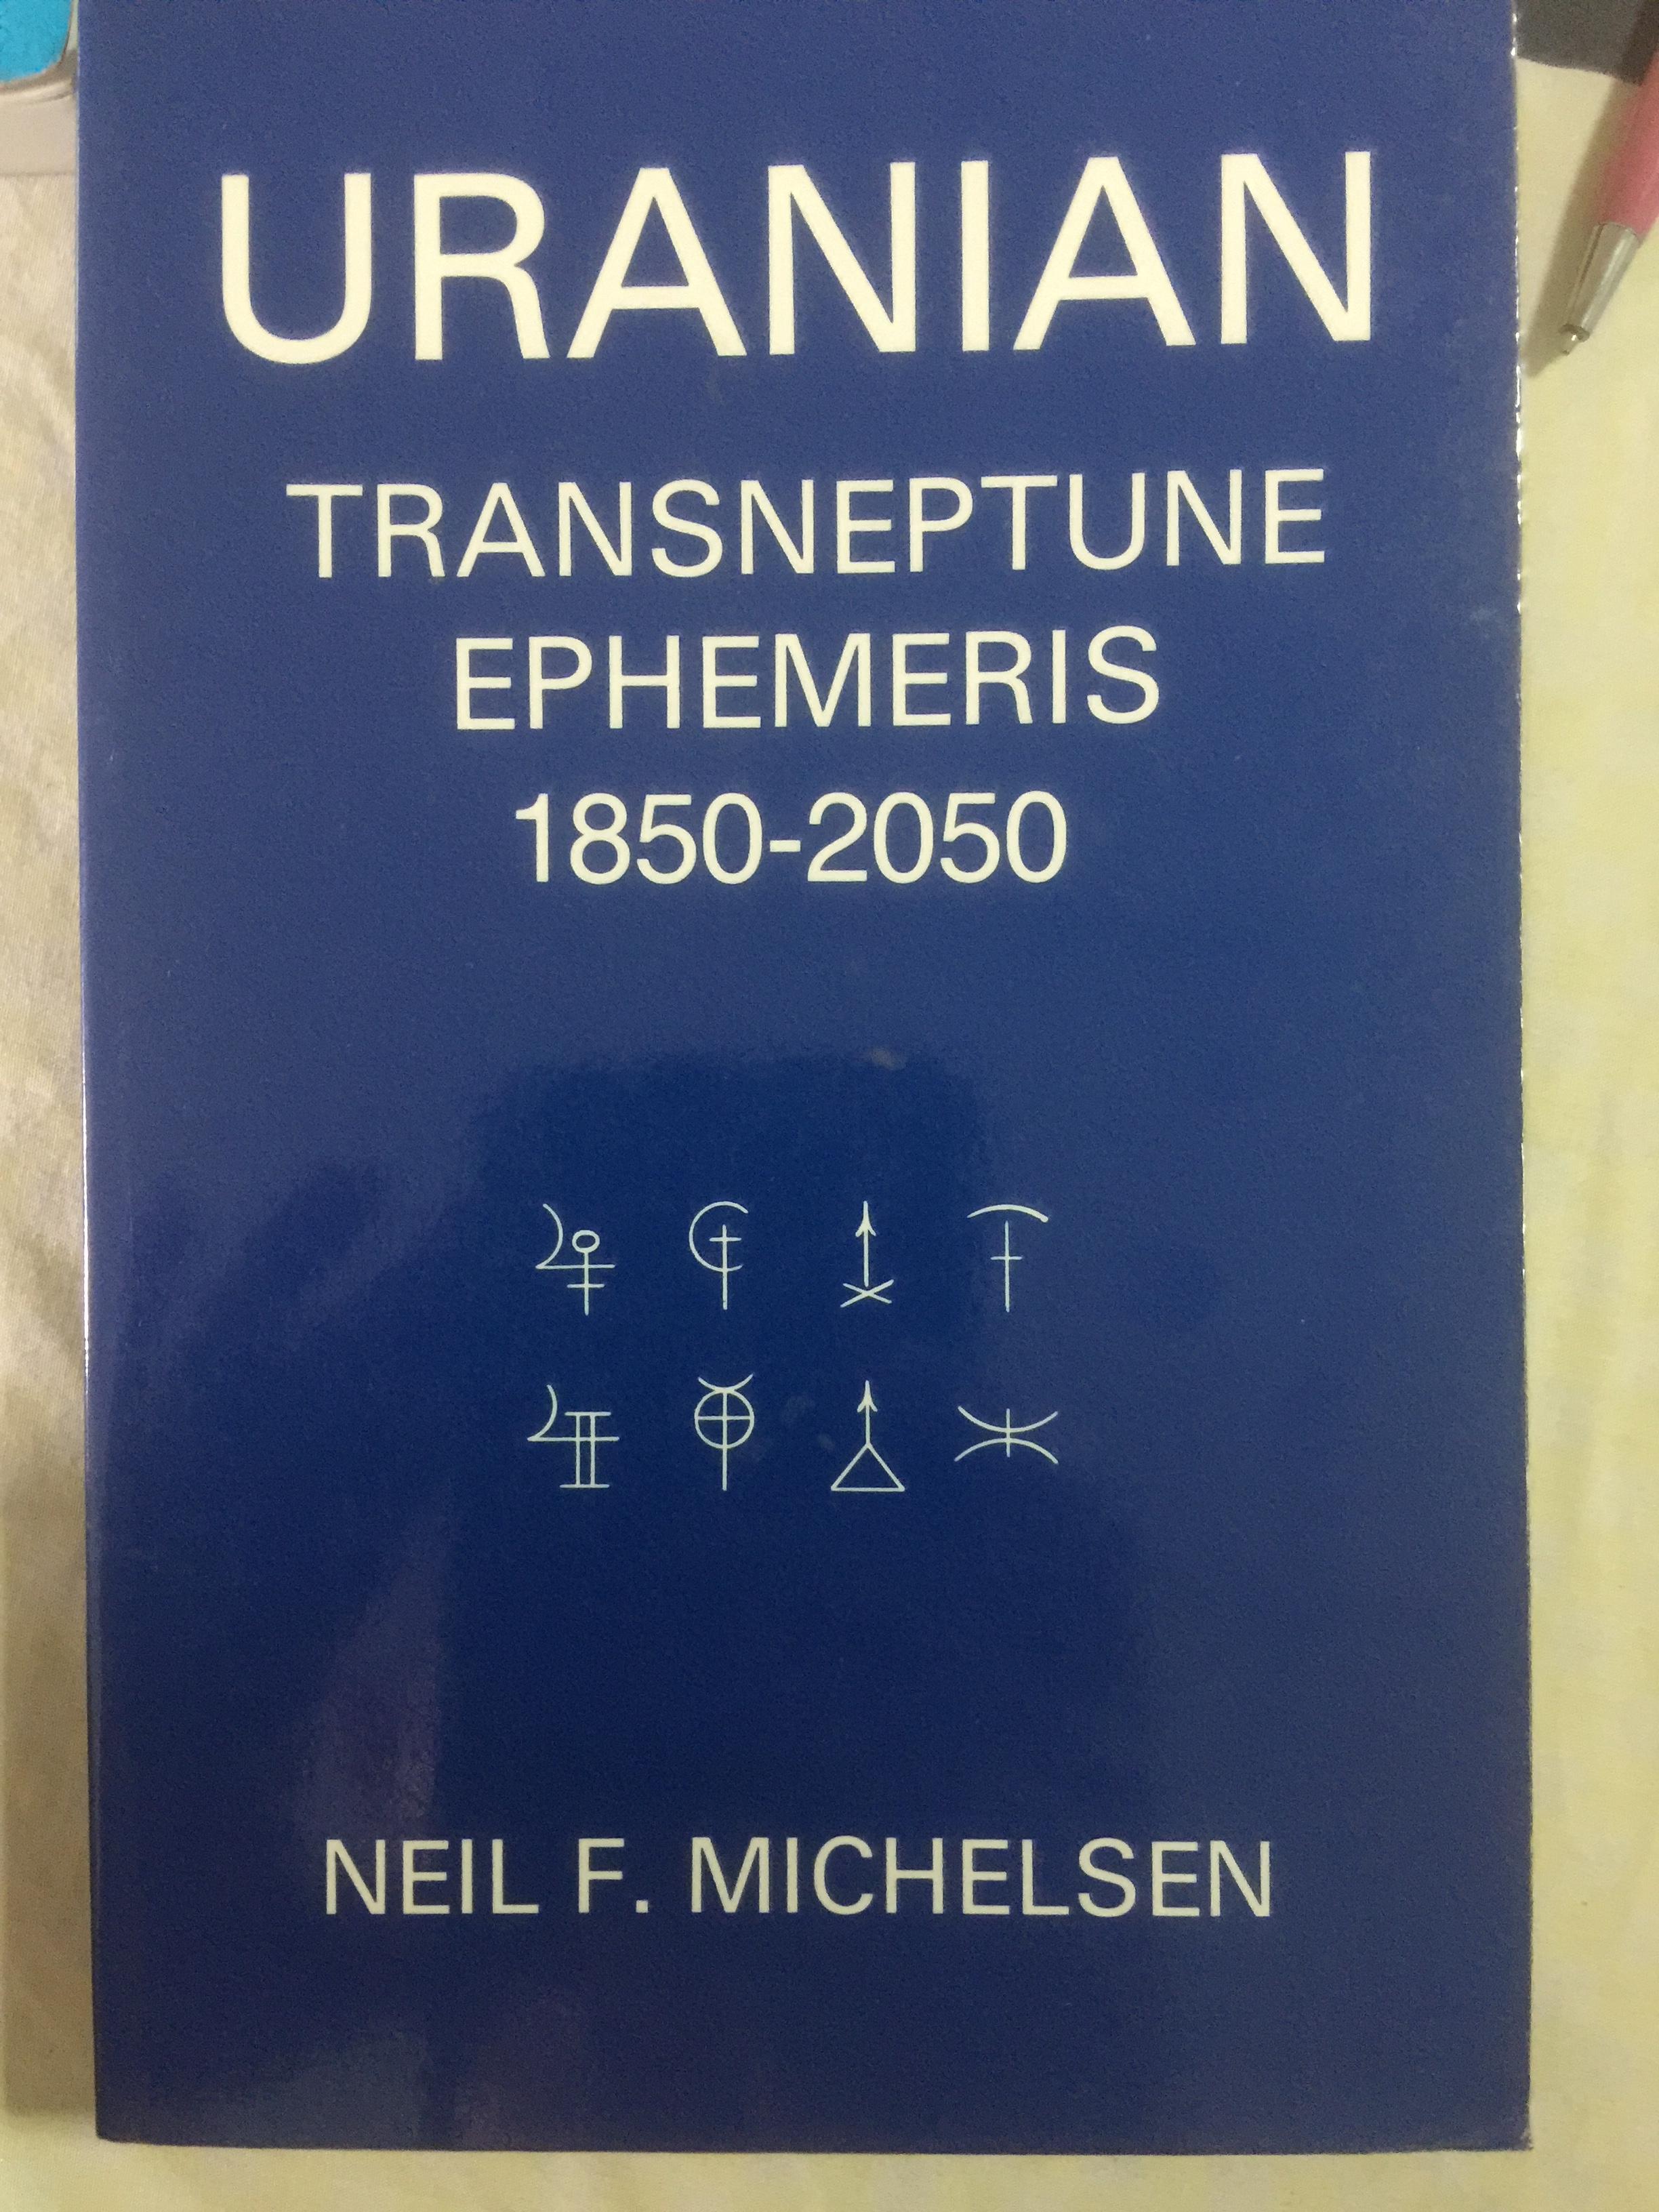 URANIAN
TRANSNEPTUNE
EPHEMERIS
1850-2050
NEIL F. MICHELSEN